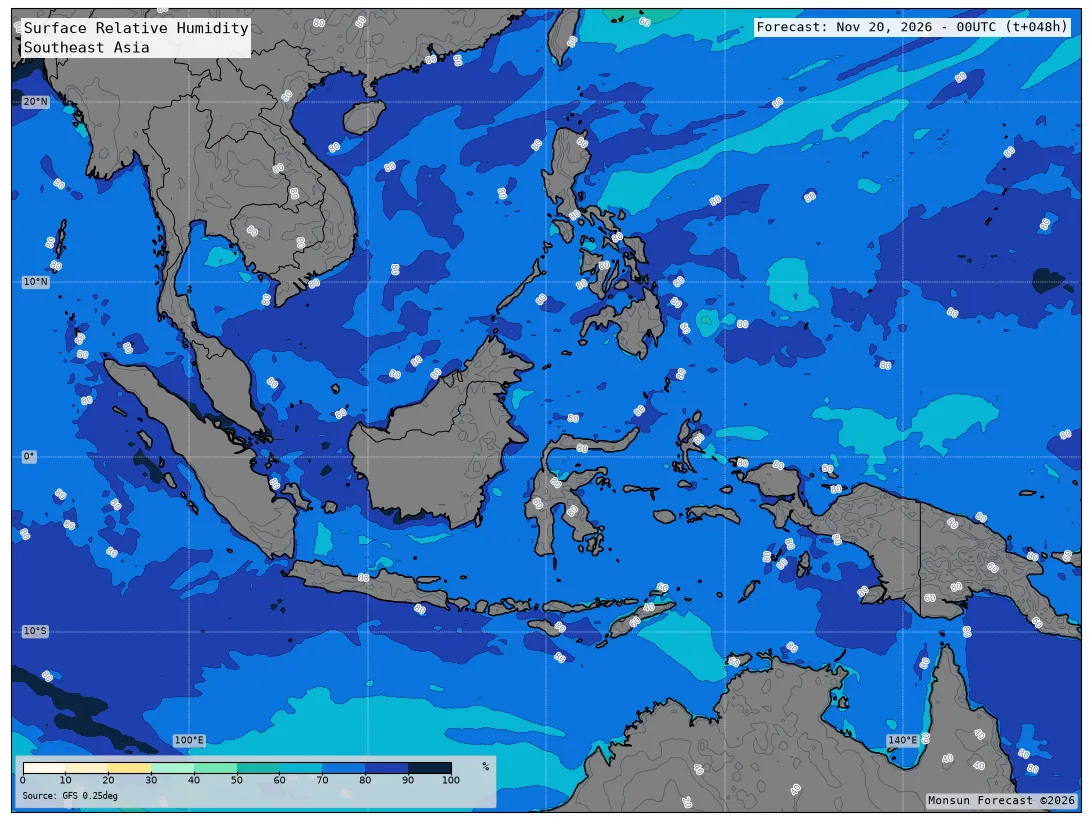 Surface Relative Humidity
Southeast Asia
Forecast: Nov 20, 2026 - 00UTC (t+048h)
20°N
10°N
0°
10°S
100°E
140°E
0 10 20 30 40 50 60 70 80 90 100
%
Source: GFS 0.25deg
Monsun Forecast ©2026